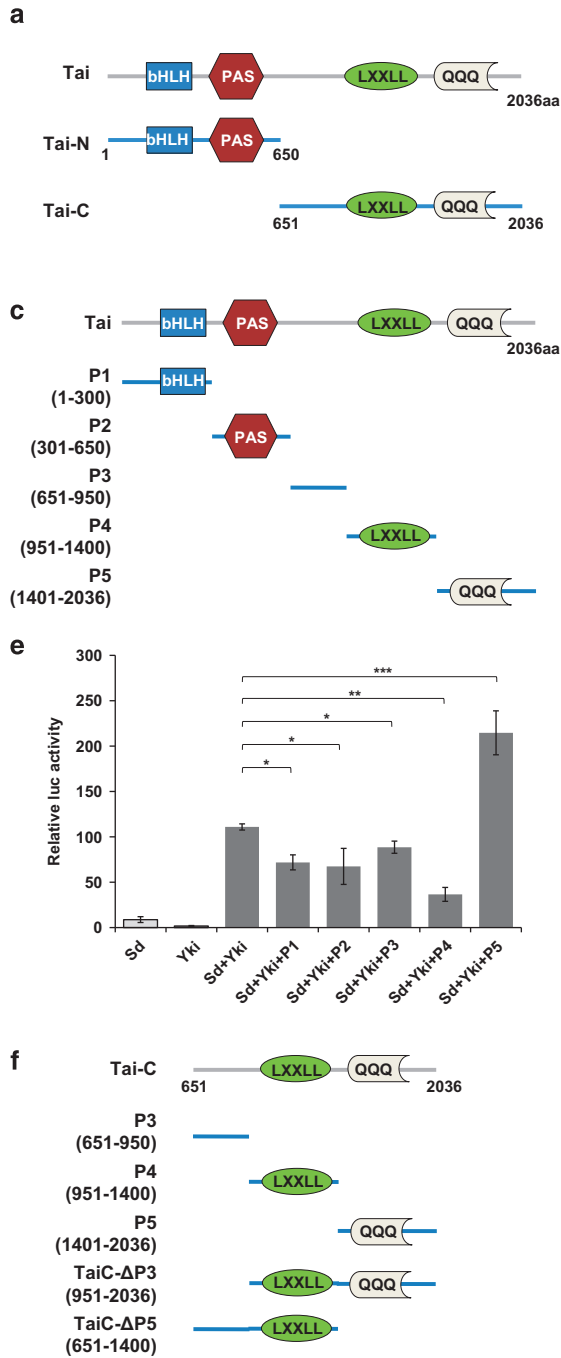 a
Tai bHLH PAS LXXLL QQQ
2036aa
Tai-N bHLH PAS
1 650
Tai-C LXXLL QQQ
651 2036
c
Tai bHLH PAS LXXLL QQQ
2036aa
P1
(1-300) bHLH
P2
(301-650) PAS
P3
(651-950)
P4
(951-1400) LXXLL
P5
(1401-2036) QQQ
e
Relative luc activity
300
250
200
150
100
50
0
***
**
*
*
*
Sd
Yki
Sd+Yki
Sd+Yki+P1
Sd+Yki+P2
Sd+Yki+P3
Sd+Yki+P4
Sd+Yki+P5
f
Tai-C LXXLL QQQ
651 2036
P3
(651-950)
P4
(951-1400) LXXLL
P5
(1401-2036) QQQ
TaiC-ΔP3
(951-2036) LXXLL QQQ
TaiC-ΔP5
(651-1400) LXXLL